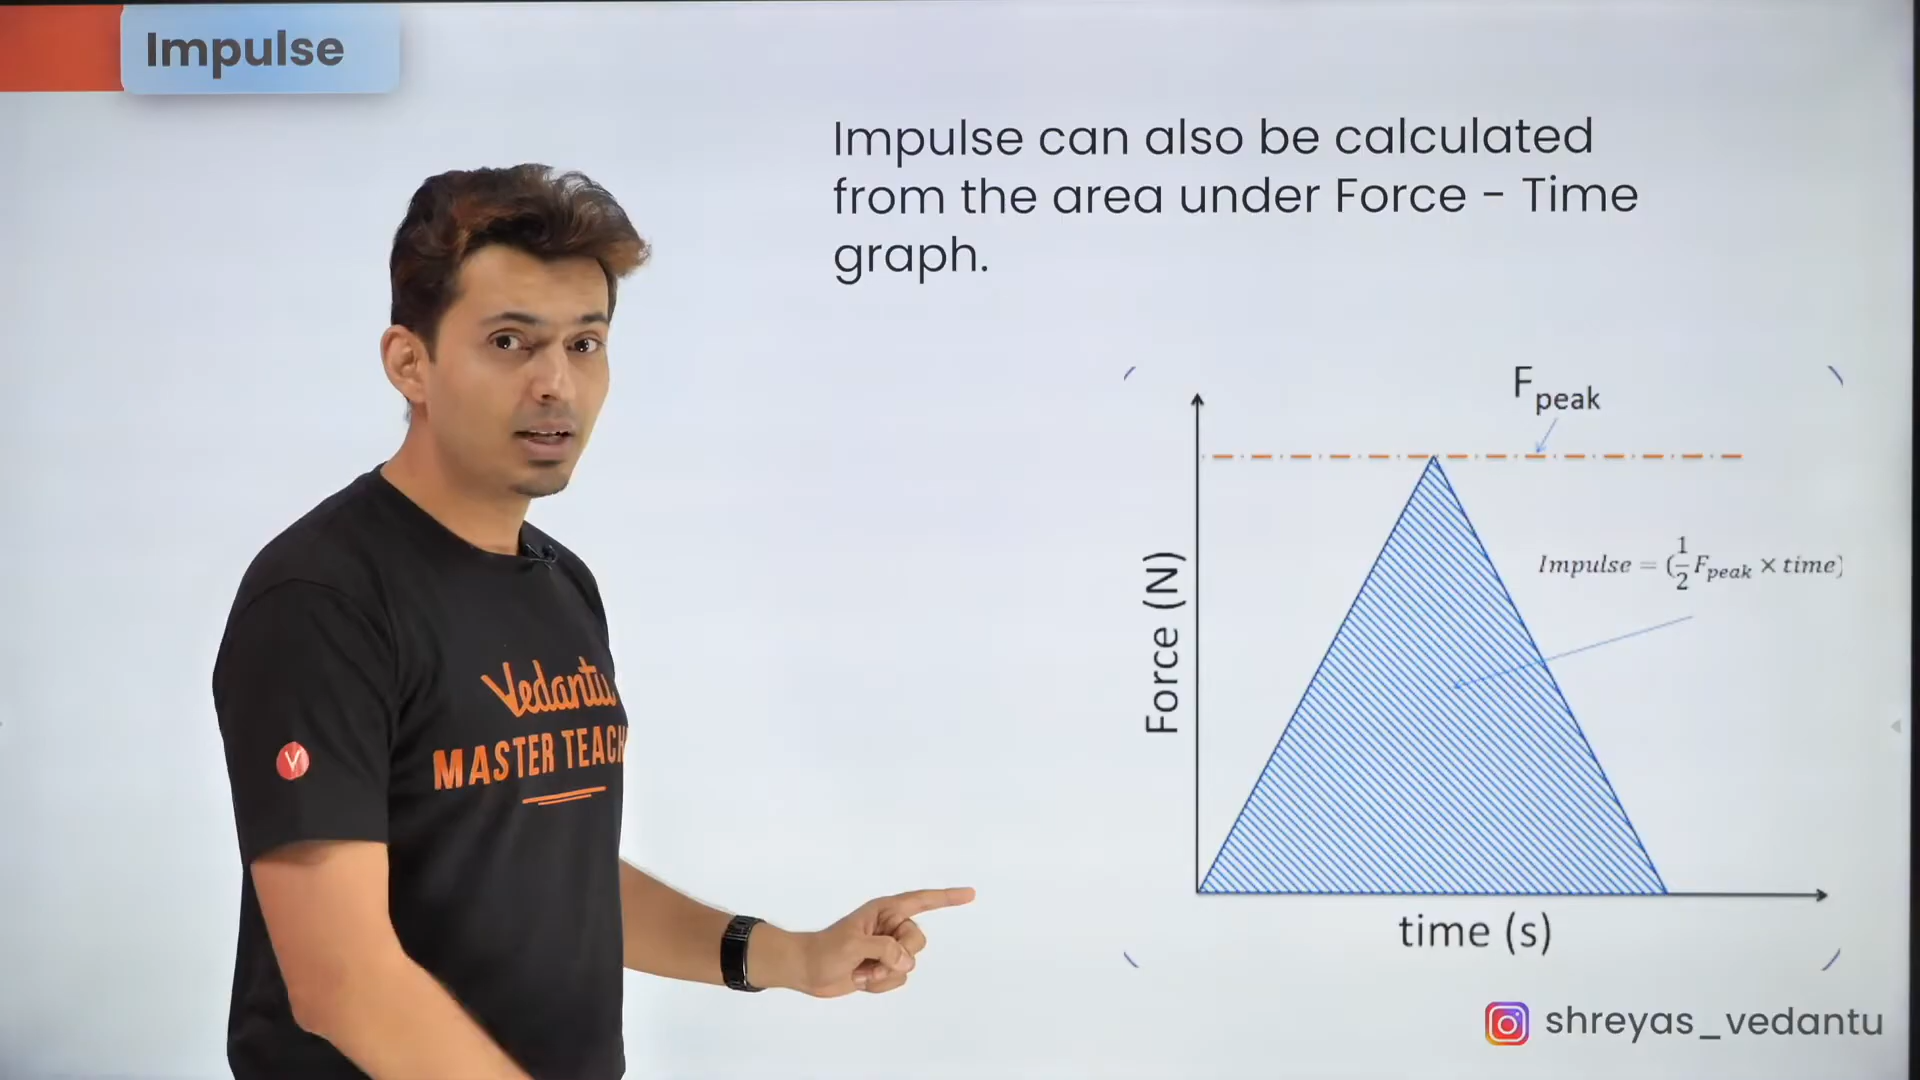 Impulse
Impulse can also be calculated
from the area under Force - Time
graph.
F_peak
Impulse = (1/2 F_peak × time)
Force (N)
time (s)
Vedantu
MASTER TEACH
V
shreyas_vedantu